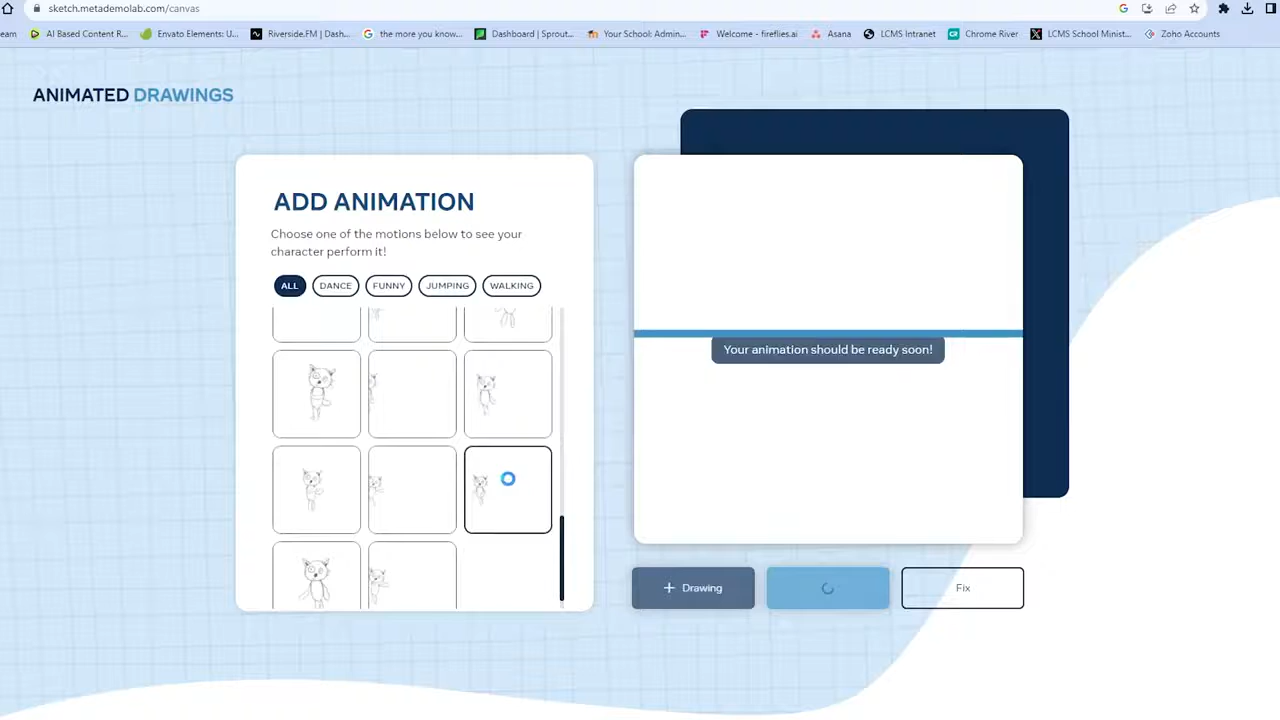 sketch.metademolab.com/canvas
eam AI Based Content R... Envato Elements: U... Riverside.FM | Dash... the more you know... Dashboard | Sprout... Your School: Admin... Welcome - fireflies.ai Asana LCMS Intranet Chrome River LCMS School Minist... Zoho Accounts
ANIMATED DRAWINGS
ADD ANIMATION
Choose one of the motions below to see your
character perform it!
ALL DANCE FUNNY JUMPING WALKING
Your animation should be ready soon!
+ Drawing Fix